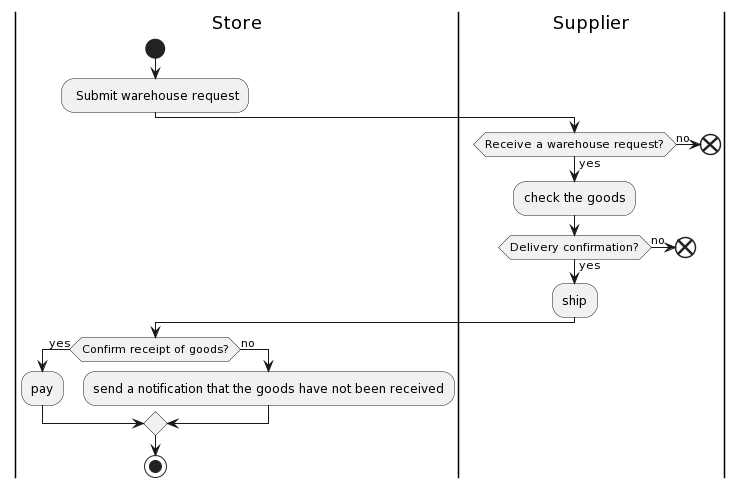 Store
Supplier
Submit warehouse request
Receive a warehouse request?
no
yes
check the goods
Delivery confirmation?
no
yes
ship
yes
Confirm receipt of goods?
no
pay
send a notification that the goods have not been received